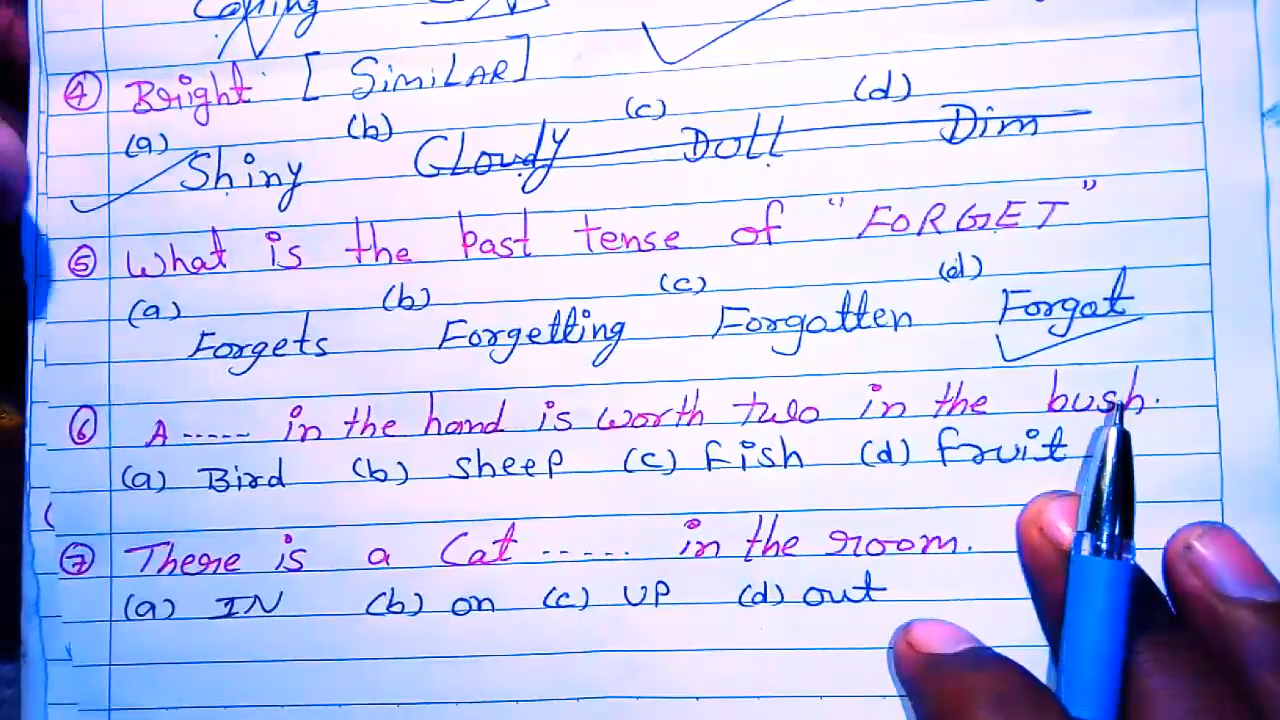 ④ Bright [SimiLAR]
(a) Shiny (b) Cloudy (c) Doll (d) Dim
⑤ What is the past tense of "FORGET"
(a) Forgets (b) Forgetting (c) Forgotten (d) Forgot
⑥ A ----- in the hand is worth two in the bush.
(a) Bird (b) Sheep (c) Fish (d) fruit
⑦ There is a Cat ----- in the room.
(a) IN (b) on (c) UP (d) out